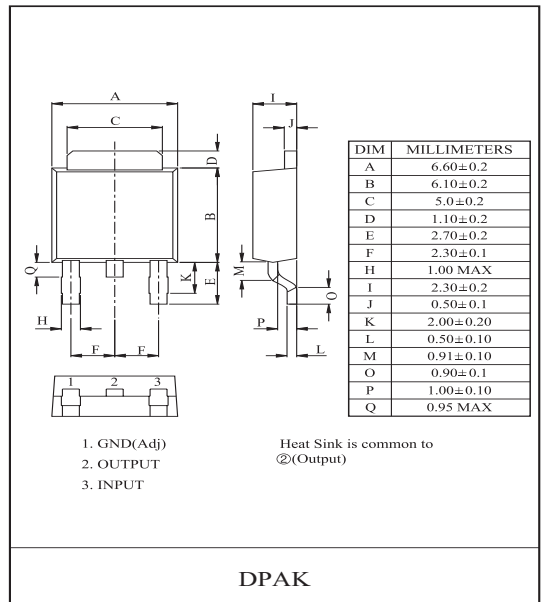 A
C
D
B
Q
K
E
H
F F
1 2 3
I
J
M
O
P
L
DIM MILLIMETERS
A 6.60±0.2
B 6.10±0.2
C 5.0±0.2
D 1.10±0.2
E 2.70±0.2
F 2.30±0.1
H 1.00 MAX
I 2.30±0.2
J 0.50±0.1
K 2.00±0.20
L 0.50±0.10
M 0.91±0.10
O 0.90±0.1
P 1.00±0.10
Q 0.95 MAX
1. GND(Adj)
2. OUTPUT
3. INPUT
Heat Sink is common to
②(Output)
DPAK